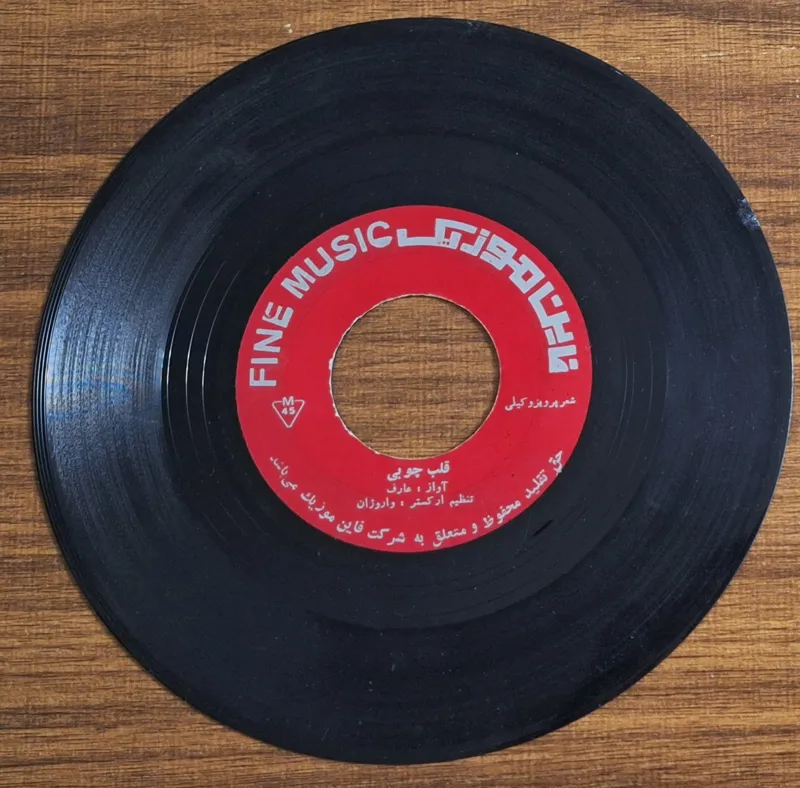 FINE MUSIC فاین موزیک
M
45
شعر پرویز وکیلی
قلب چوبی
آواز : عارف
تنظیم ارکستر : واروژان
حق تقلید محفوظ و متعلق به شرکت فاین موزیک می باشد.